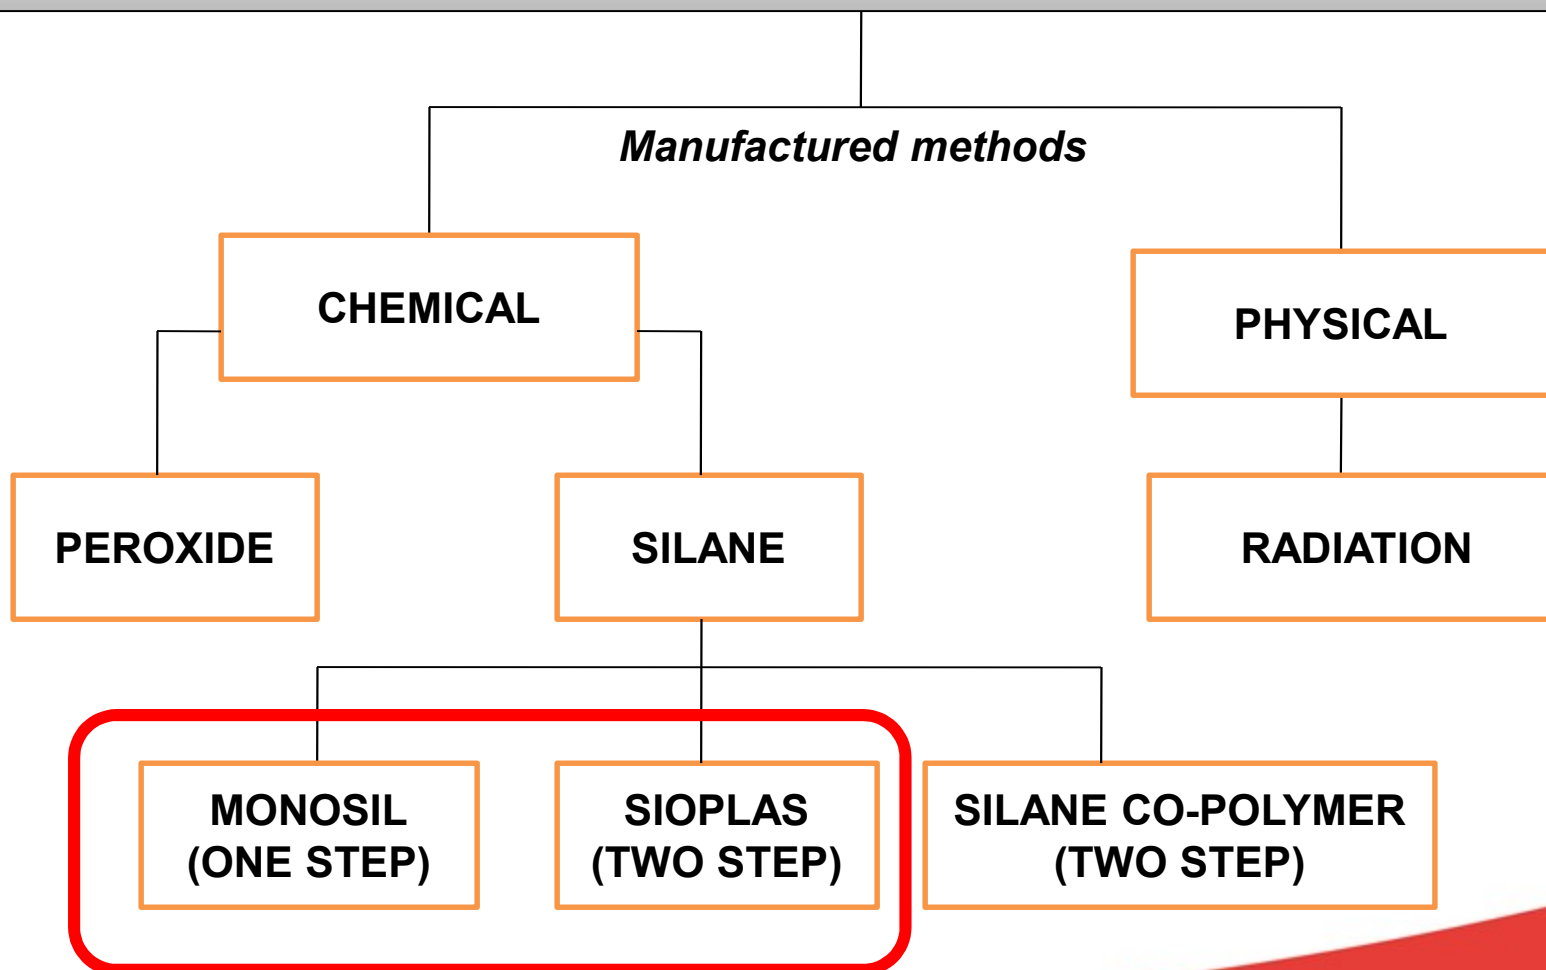 Manufactured methods
CHEMICAL
PHYSICAL
PEROXIDE
SILANE
RADIATION
MONOSIL
(ONE STEP)
SIOPLAS
(TWO STEP)
SILANE CO-POLYMER
(TWO STEP)